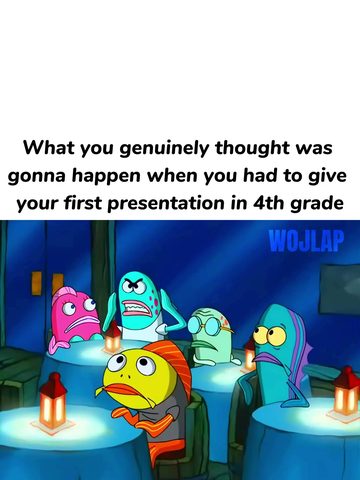 What you genuinely thought was
gonna happen when you had to give
your first presentation in 4th grade
WOJLAP